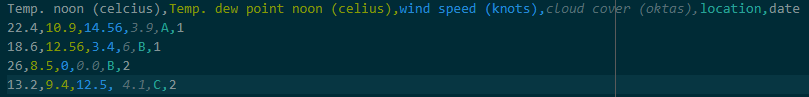 Temp. noon (celcius),Temp. dew point noon (celius),wind speed (knots),cloud cover (oktas),location,date
22.4,10.9,14.56,3.9,A,1
18.6,12.56,3.4,6,B,1
26,8.5,0,0.0,B,2
13.2,9.4,12.5, 4.1,C,2